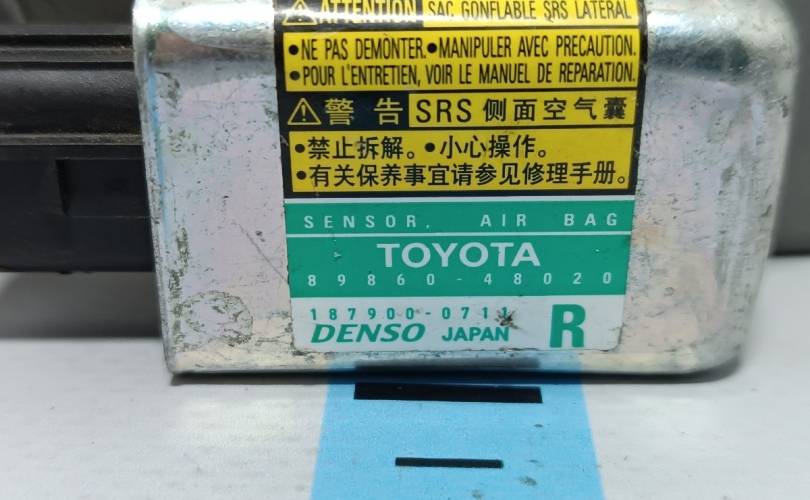 ATTENTION SAC GONFLABLE SRS LATERAL
•NE PAS DEMONTER.•MANIPULER AVEC PRECAUTION.
•POUR L'ENTRETIEN, VOIR LE MANUEL DE REPARATION.
警告 SRS 侧面空气囊
•禁止拆解。•小心操作。
•有关保养事宜请参见修理手册。
SENSOR, AIR BAG
TOYOTA
89860-48020
187900-0711
DENSO JAPAN R